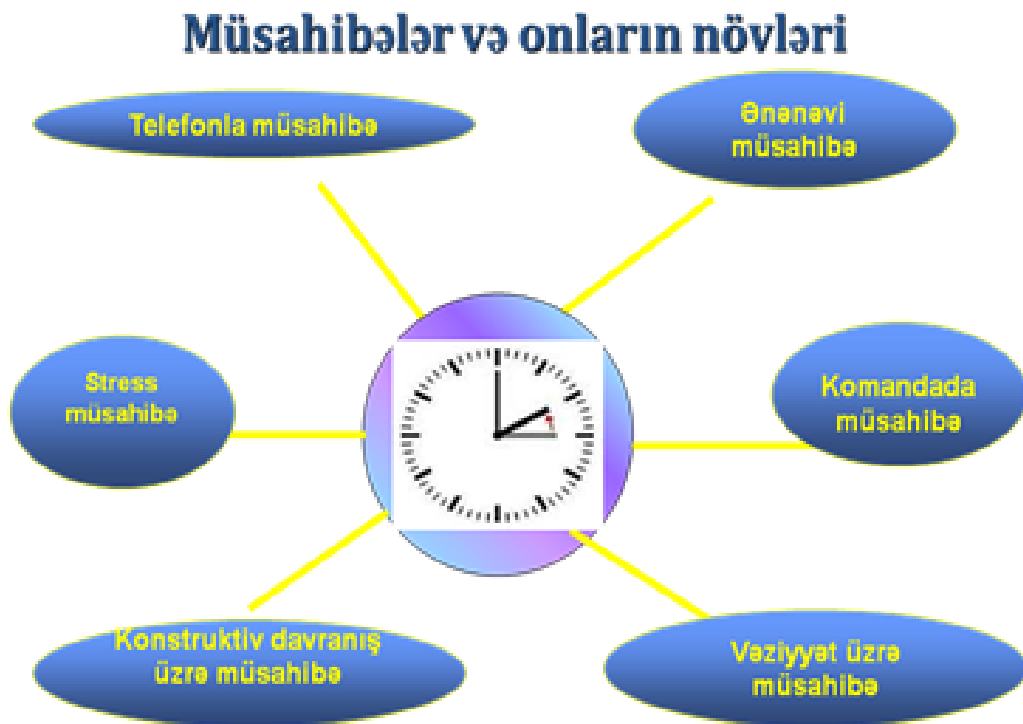 Müsahibələr və onların növləri
Telefonla müsahibə
Ənənəvi
müsahibə
Stress
müsahibə
Komandada
müsahibə
Konstruktiv davranış
üzrə müsahibə
Vəziyyət üzrə
müsahibə